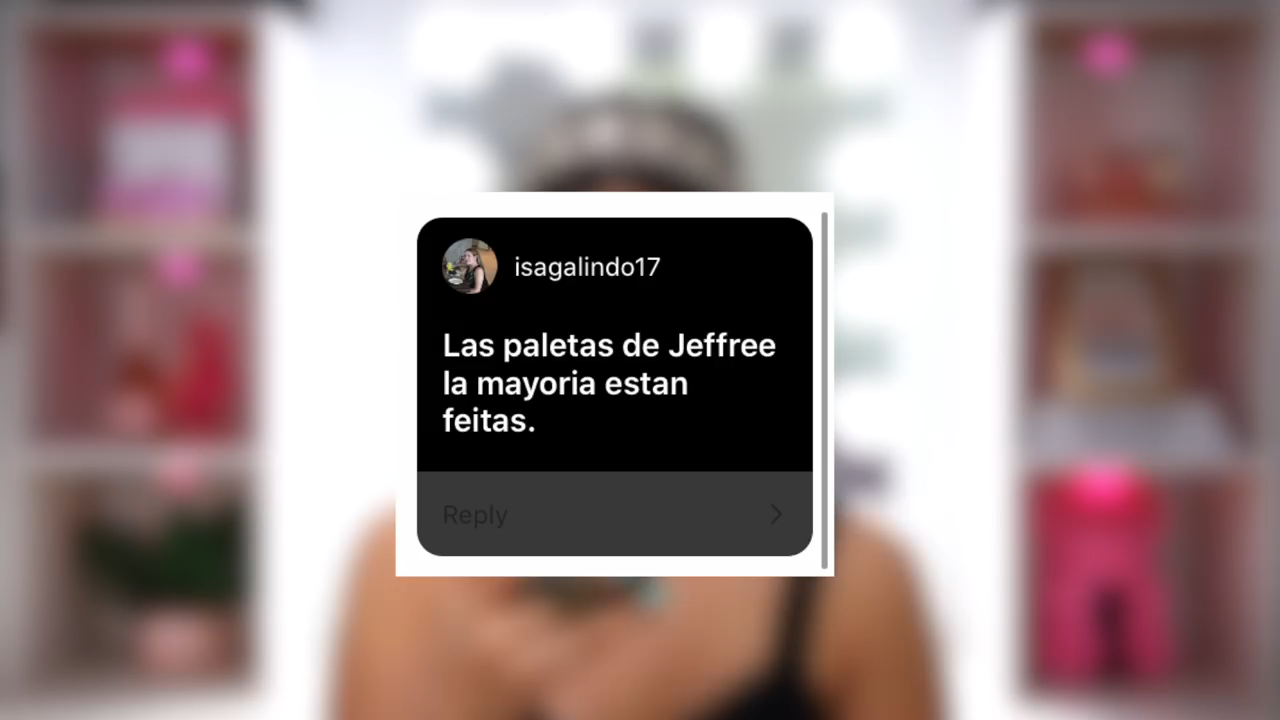 isagalindo17
Las paletas de Jeffree
la mayoria estan
feitas.
Reply